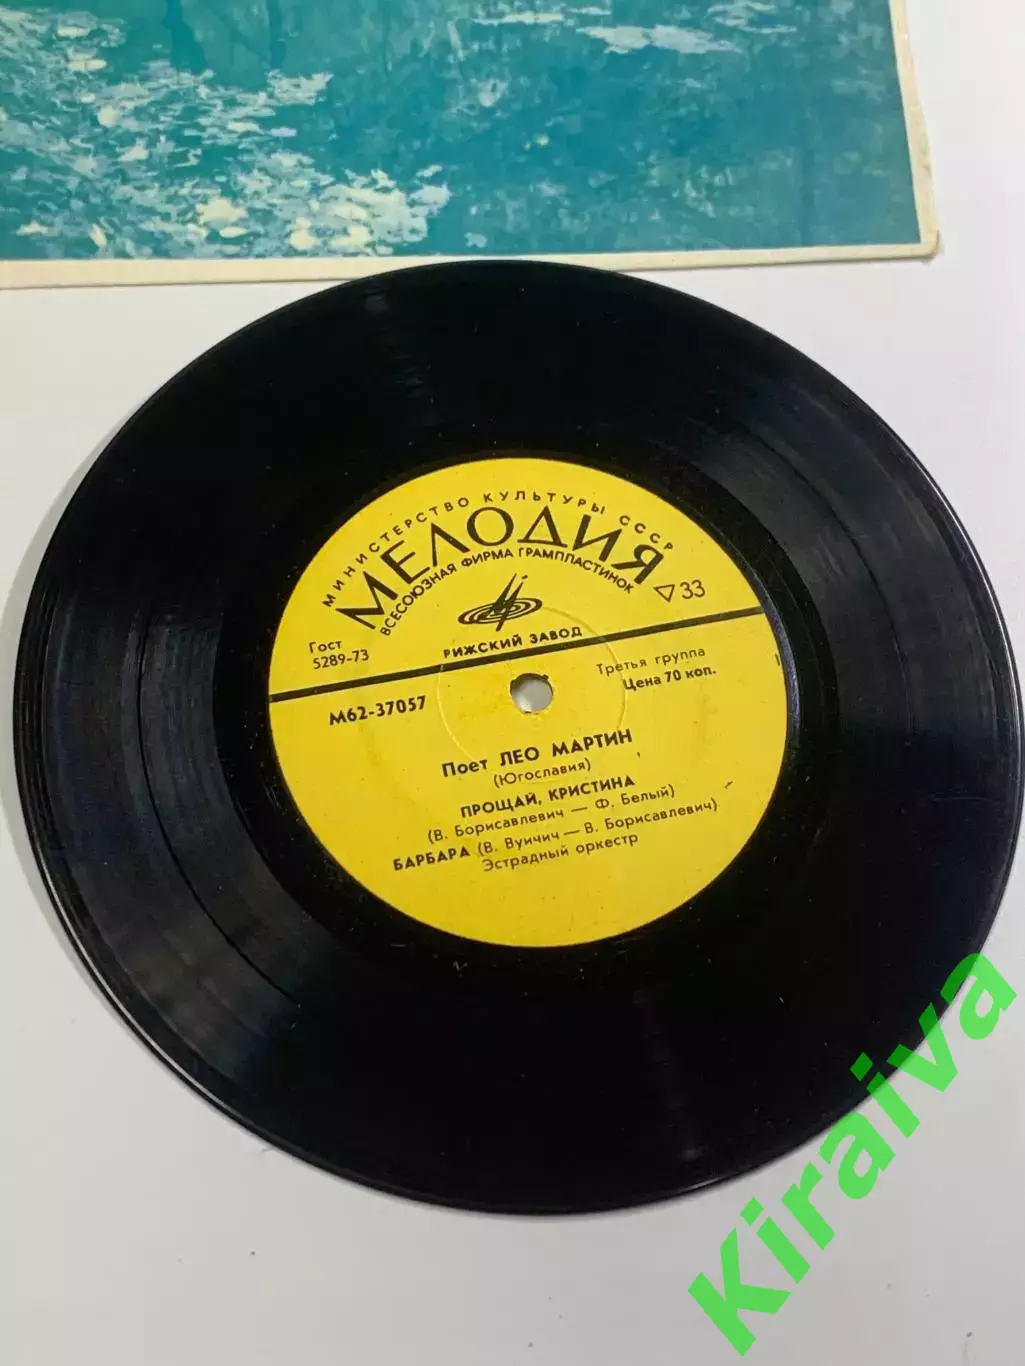 МИНИСТЕРСТВО КУЛЬТУРЫ СССР
МЕЛОДИЯ
ВСЕСОЮЗНАЯ ФИРМА ГРАМПЛАСТИНОК
▷33
РИЖСКИЙ ЗАВОД
Гост
5289-73
Третья группа
Цена 70 коп.
М62-37057
Поет ЛЕО МАРТИН
(Югославия)
ПРОЩАЙ, КРИСТИНА
(В. Борисавлевич — Ф. Белый)
БАРБАРА (В. Вуичич — В. Борисавлевич)
Эстрадный оркестр
Kiraiva